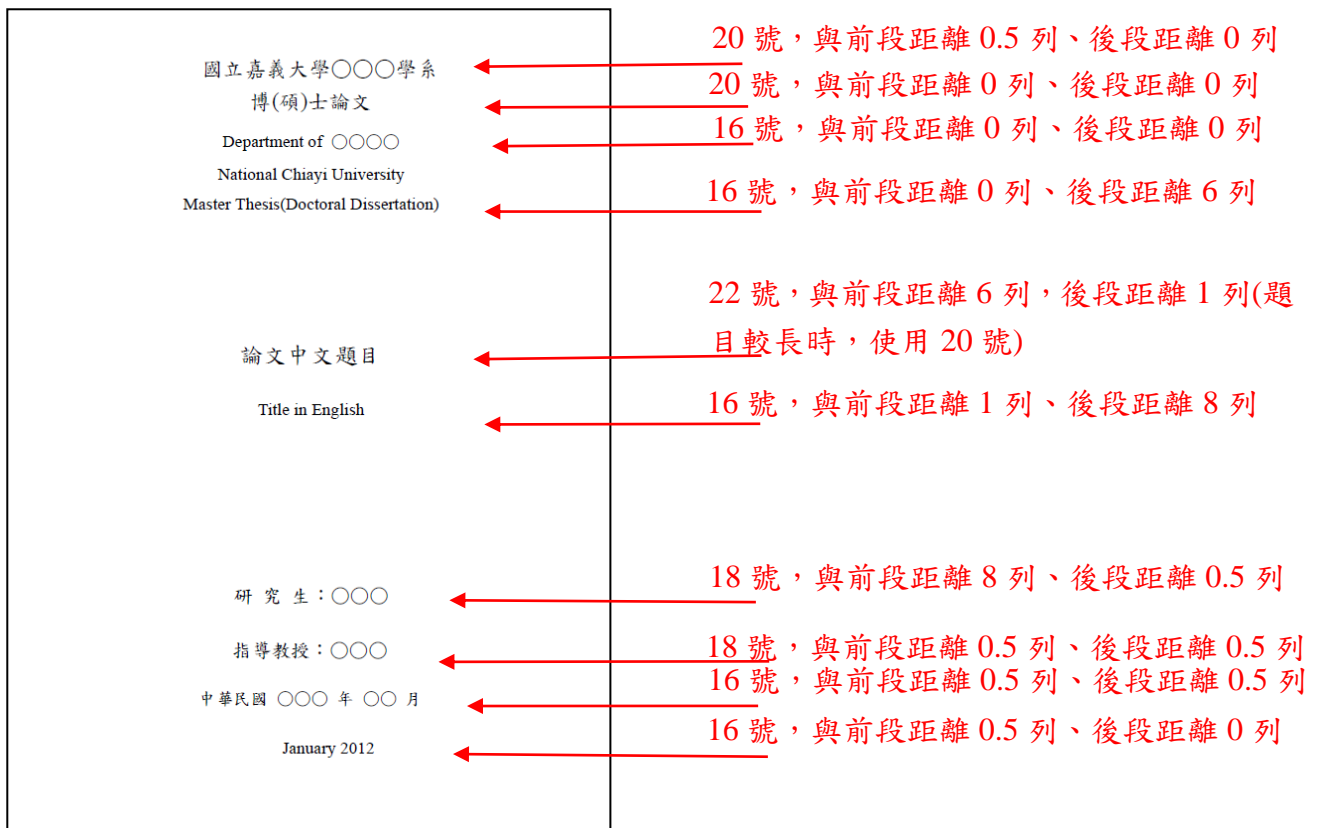 20 號，與前段距離 0.5 列、後段距離 0 列
國立嘉義大學○○○學系
20 號，與前段距離 0 列、後段距離 0 列
博(碩)士論文
16 號，與前段距離 0 列、後段距離 0 列
Department of ○○○○
National Chiayi University
16 號，與前段距離 0 列、後段距離 6 列
Master Thesis(Doctoral Dissertation)
22 號，與前段距離 6 列，後段距離 1 列(題
目較長時，使用 20 號)
論文中文題目
16 號，與前段距離 1 列、後段距離 8 列
Title in English
18 號，與前段距離 8 列、後段距離 0.5 列
研 究 生：○○○
18 號，與前段距離 0.5 列、後段距離 0.5 列
指導教授：○○○
16 號，與前段距離 0.5 列、後段距離 0.5 列
中華民國 ○○○ 年 ○○ 月
16 號，與前段距離 0.5 列、後段距離 0 列
January 2012